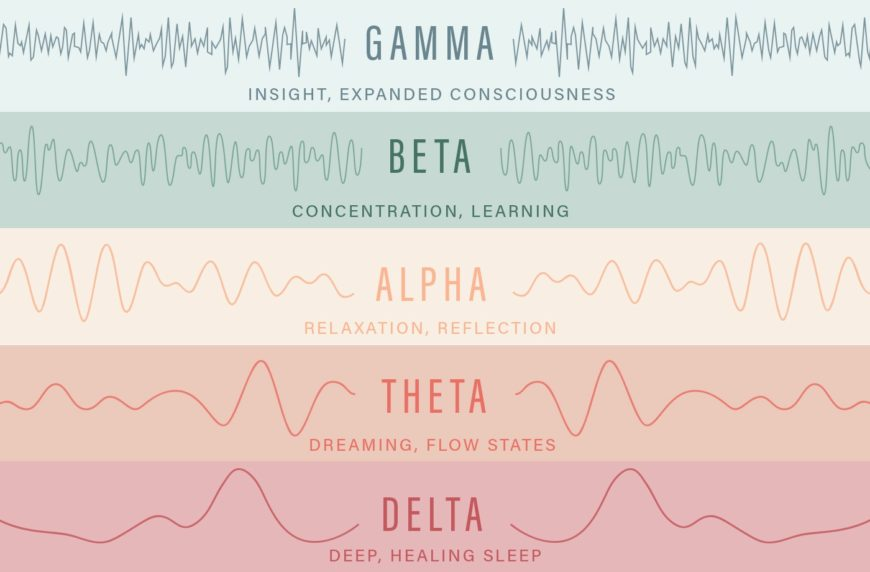 GAMMA
INSIGHT, EXPANDED CONSCIOUSNESS
BETA
CONCENTRATION, LEARNING
ALPHA
RELAXATION, REFLECTION
THETA
DREAMING, FLOW STATES
DELTA
DEEP, HEALING SLEEP